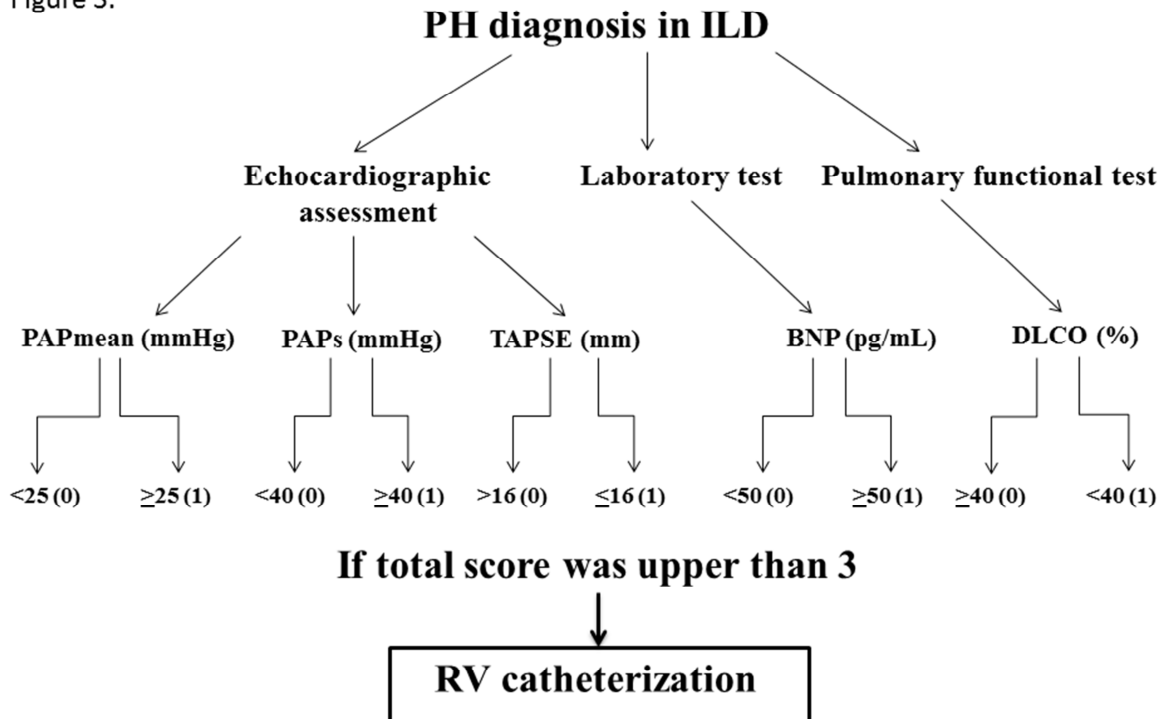 Figure 3.
PH diagnosis in ILD
Echocardiographic
assessment
Laboratory test
Pulmonary functional test
PAPmean (mmHg)
PAPs (mmHg)
TAPSE (mm)
BNP (pg/mL)
DLCO (%)
<25 (0)
≥25 (1)
<40 (0)
≥40 (1)
>16 (0)
≤16 (1)
<50 (0)
≥50 (1)
≥40 (0)
<40 (1)
If total score was upper than 3
RV catheterization